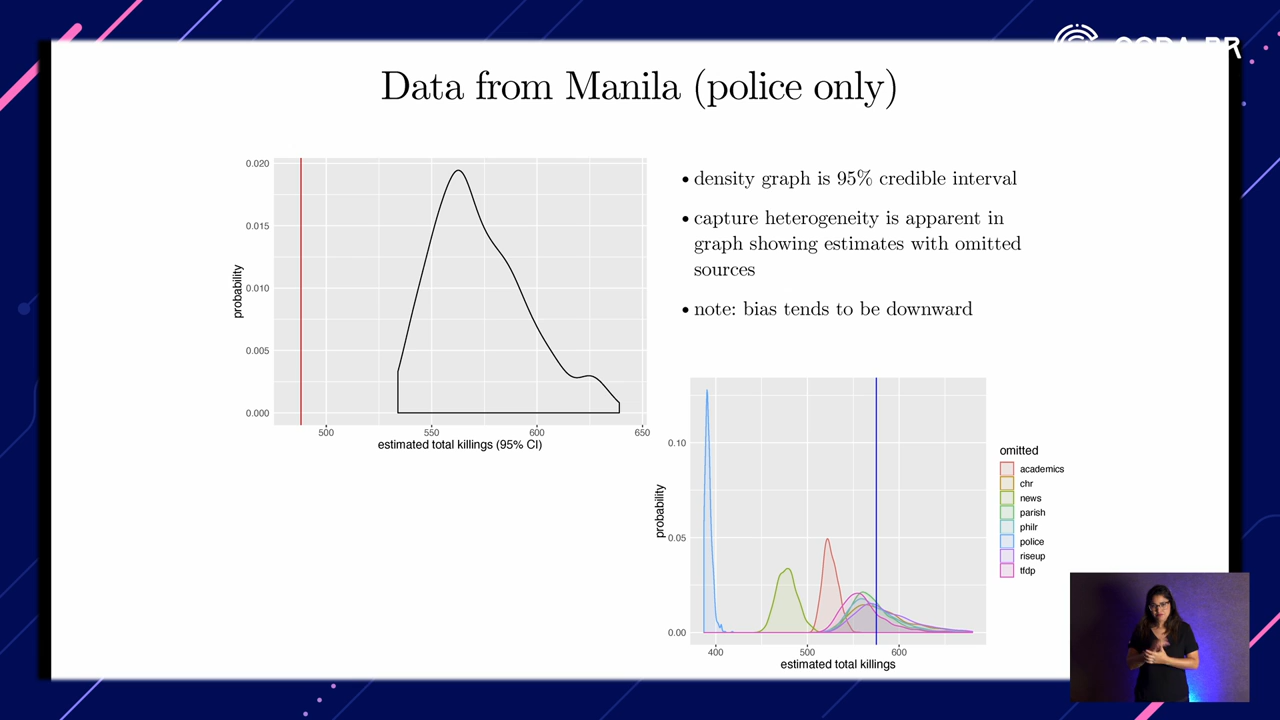 CODA.BR
Data from Manila (police only)
0.020
0.015
0.010
0.005
0.000
probability
500 550 600 650
estimated total killings (95% CI)
• density graph is 95% credible interval
• capture heterogeneity is apparent in
graph showing estimates with omitted
sources
• note: bias tends to be downward
0.10
0.05
0.00
probability
400 500 600
estimated total killings
omitted
academics
chr
news
parish
philr
police
riseup
tfdp